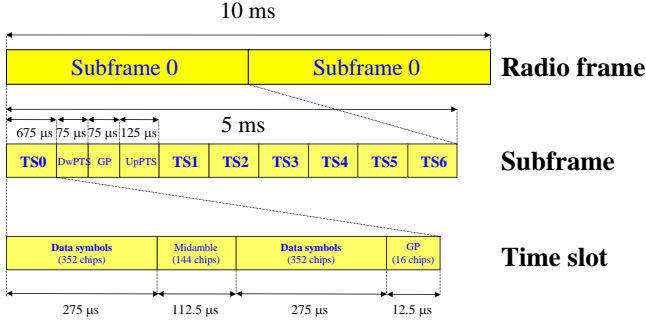 10 ms
Subframe 0 Subframe 0 Radio frame
5 ms
675 μs 75 μs 75 μs 125 μs
TS0 DwPTS GP UpPTS TS1 TS2 TS3 TS4 TS5 TS6 Subframe
Data symbols Midamble Data symbols GP
(352 chips) (144 chips) (352 chips) (16 chips)
Time slot
275 μs 112.5 μs 275 μs 12.5 μs